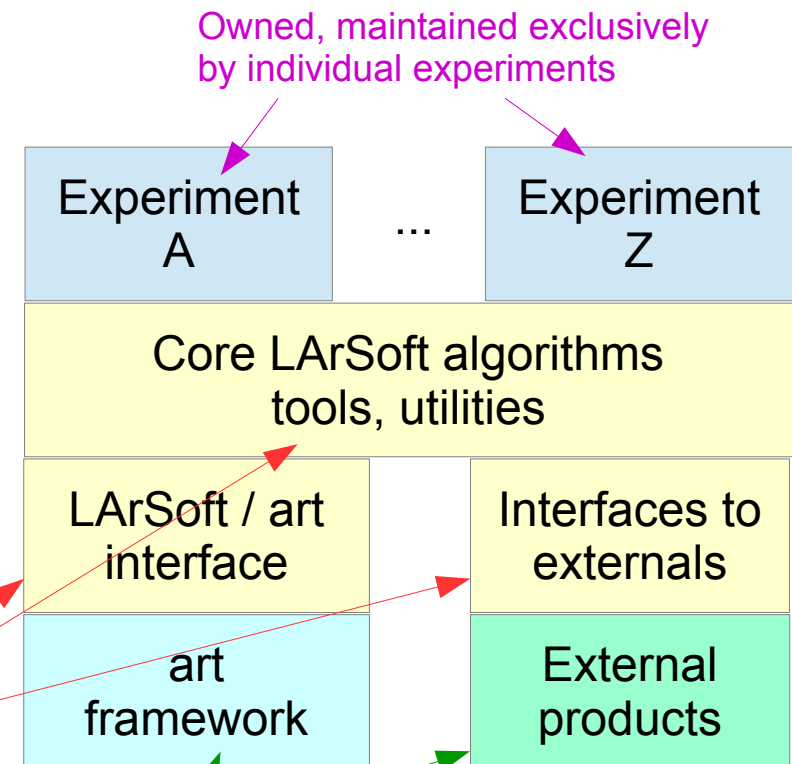 Owned, maintained exclusively
by individual experiments
Experiment
A
...
Experiment
Z
Core LArSoft algorithms
tools, utilities
LArSoft / art
interface
Interfaces to
externals
art
framework
External
products